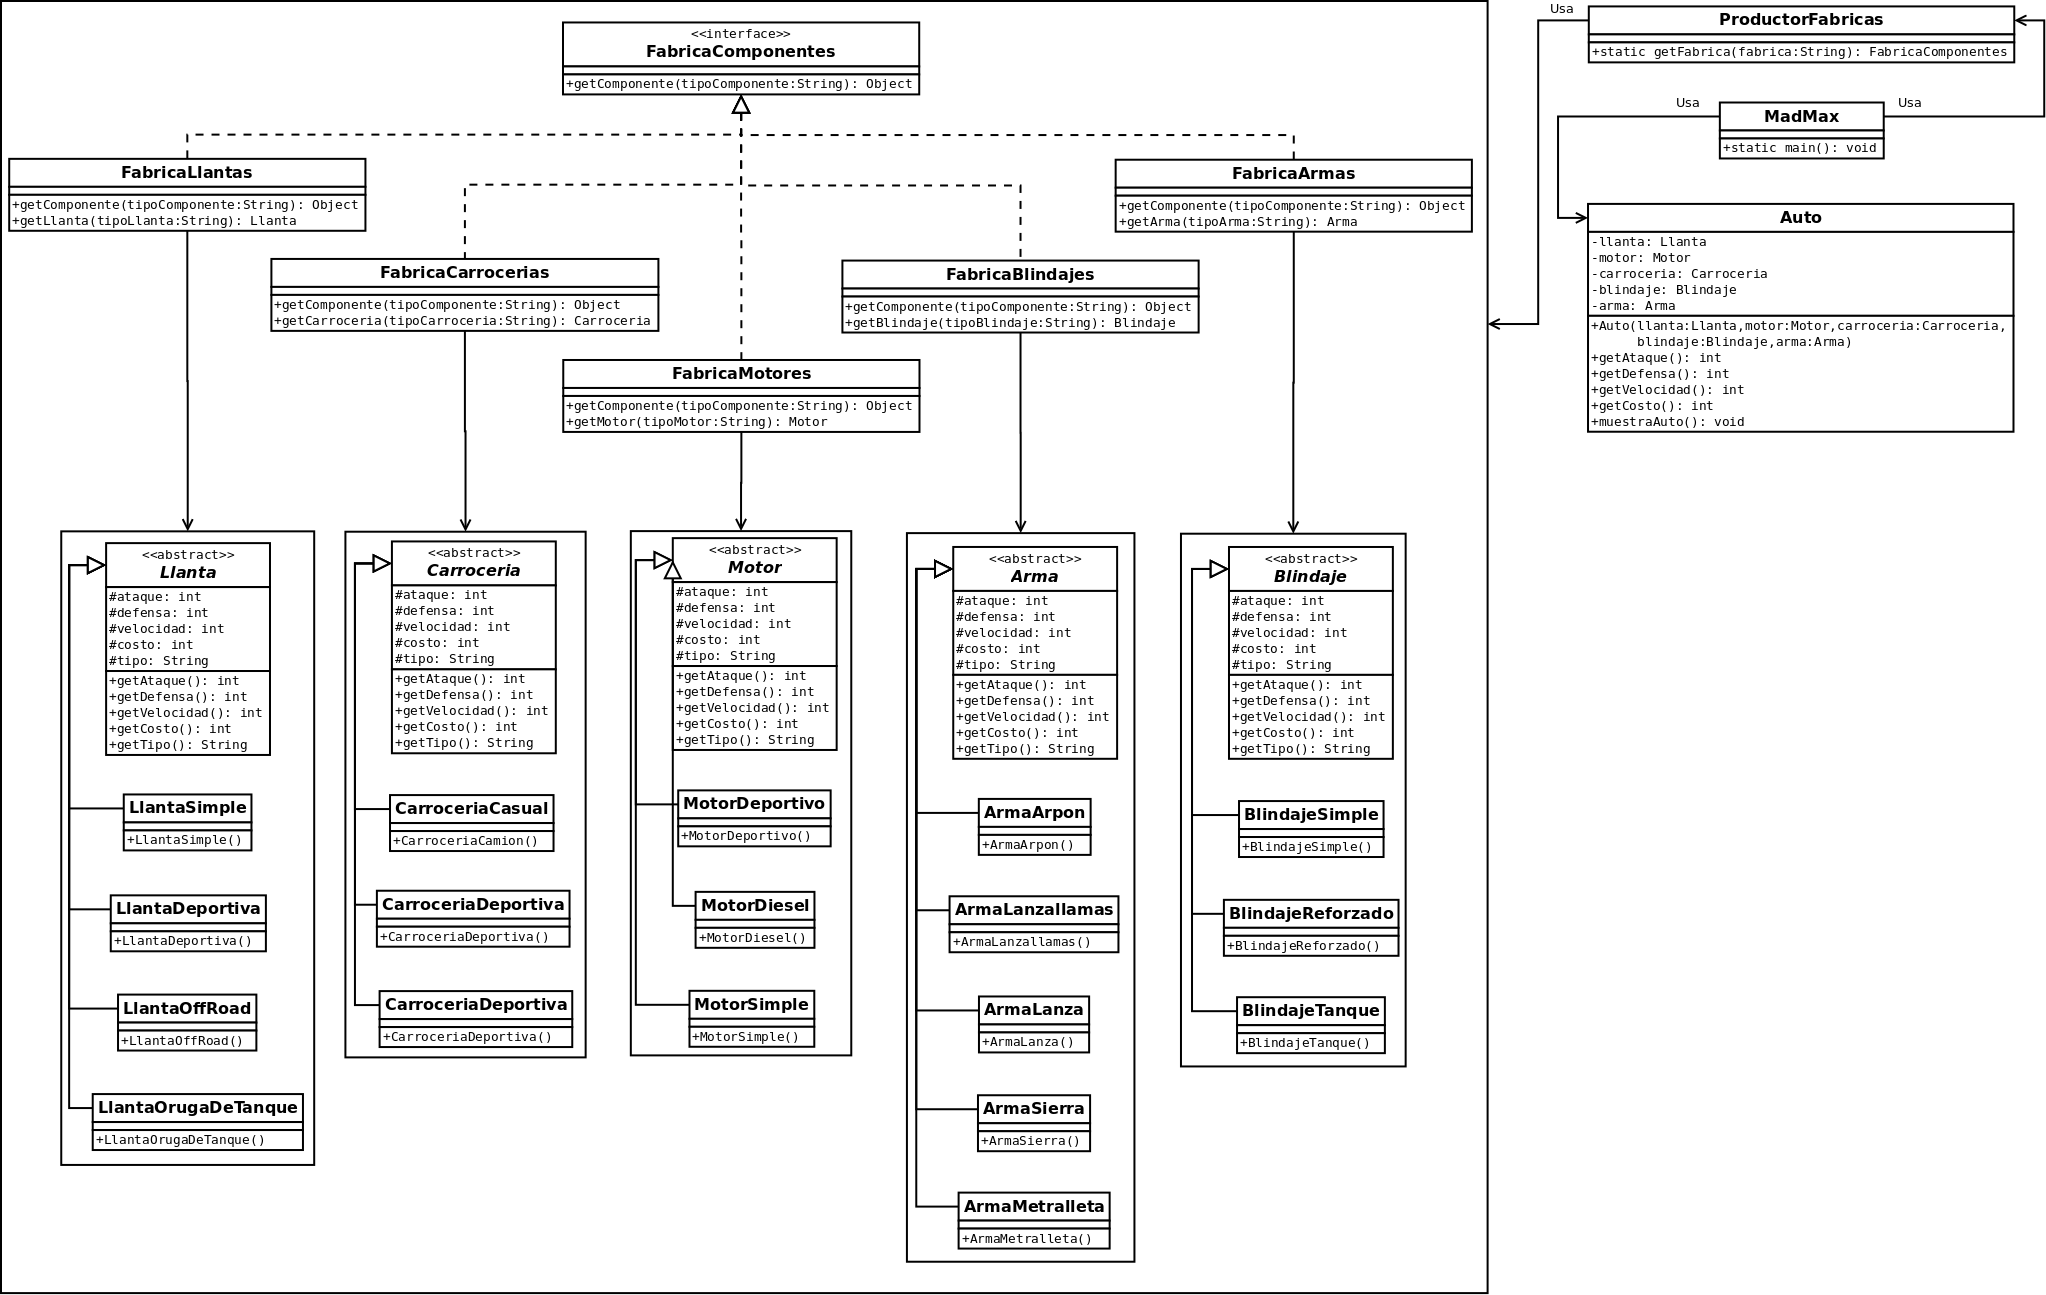 <<interface>>
FabricaComponentes
+getComponente(tipoComponente:String): Object
FabricaLlantas
+getComponente(tipoComponente:String): Object
+getLlanta(tipoLlanta:String): Llanta
FabricaCarrocerias
+getComponente(tipoComponente:String): Object
+getCarroceria(tipoCarroceria:String): Carroceria
FabricaMotores
+getComponente(tipoComponente:String): Object
+getMotor(tipoMotor:String): Motor
FabricaBlindajes
+getComponente(tipoComponente:String): Object
+getBlindaje(tipoBlindaje:String): Blindaje
FabricaArmas
+getComponente(tipoComponente:String): Object
+getArma(tipoArma:String): Arma
Usa
ProductorFabricas
+static getFabrica(fabrica:String): FabricaComponentes
Usa
Usa
MadMax
+static main(): void
Auto
-llanta: Llanta
-motor: Motor
-carroceria: Carroceria
-blindaje: Blindaje
-arma: Arma
+Auto(llanta:Llanta,motor:Motor,carroceria:Carroceria,
blindaje:Blindaje,arma:Arma)
+getAtaque(): int
+getDefensa(): int
+getVelocidad(): int
+getCosto(): int
+muestraAuto(): void
<<abstract>>
Llanta
#ataque: int
#defensa: int
#velocidad: int
#costo: int
#tipo: String
+getAtaque(): int
+getDefensa(): int
+getVelocidad(): int
+getCosto(): int
+getTipo(): String
LlantaSimple
+LlantaSimple()
LlantaDeportiva
+LlantaDeportiva()
LlantaOffRoad
+LlantaOffRoad()
LlantaOrugaDeTanque
+LlantaOrugaDeTanque()
<<abstract>>
Carroceria
#ataque: int
#defensa: int
#velocidad: int
#costo: int
#tipo: String
+getAtaque(): int
+getDefensa(): int
+getVelocidad(): int
+getCosto(): int
+getTipo(): String
CarroceriaCasual
+CarroceriaCamion()
CarroceriaDeportiva
+CarroceriaDeportiva()
CarroceriaDeportiva
+CarroceriaDeportiva()
<<abstract>>
Motor
#ataque: int
#defensa: int
#velocidad: int
#costo: int
#tipo: String
+getAtaque(): int
+getDefensa(): int
+getVelocidad(): int
+getCosto(): int
+getTipo(): String
MotorDeportivo
+MotorDeportivo()
MotorDiesel
+MotorDiesel()
MotorSimple
+MotorSimple()
<<abstract>>
Arma
#ataque: int
#defensa: int
#velocidad: int
#costo: int
#tipo: String
+getAtaque(): int
+getDefensa(): int
+getVelocidad(): int
+getCosto(): int
+getTipo(): String
ArmaArpon
+ArmaArpon()
ArmaLanzallamas
+ArmaLanzallamas()
ArmaLanza
+ArmaLanza()
ArmaSierra
+ArmaSierra()
ArmaMetralleta
+ArmaMetralleta()
<<abstract>>
Blindaje
#ataque: int
#defensa: int
#velocidad: int
#costo: int
#tipo: String
+getAtaque(): int
+getDefensa(): int
+getVelocidad(): int
+getCosto(): int
+getTipo(): String
BlindajeSimple
+BlindajeSimple()
BlindajeReforzado
+BlindajeReforzado()
BlindajeTanque
+BlindajeTanque()